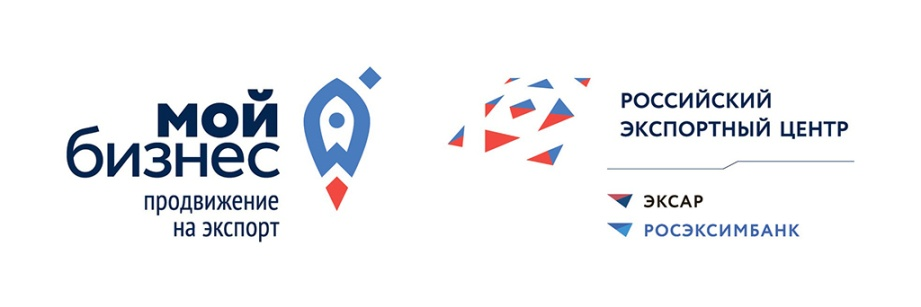 мой
бизнес
продвижение
на экспорт
РОССИЙСКИЙ
ЭКСПОРТНЫЙ ЦЕНТР
ЭКСАР
РОСЭКСИМБАНК